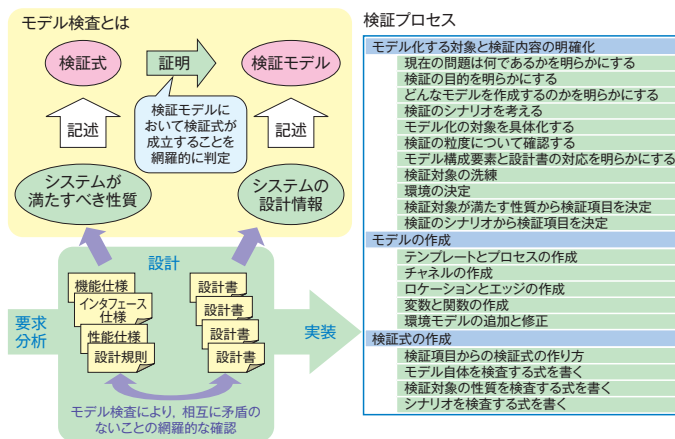 モデル検査とは
検証式
証明
検証モデル
検証モデルに
おいて検証式が
成立することを
網羅的に判定
記述
記述
システムが
満たすべき性質
システムの
設計情報
設計
機能仕様
インタフェース
仕様
性能仕様
設計規則
設計書
設計書
設計書
設計書
要求
分析
実装
モデル検査により，相互に矛盾の
ないことの網羅的な確認
検証プロセス
モデル化する対象と検証内容の明確化
現在の問題は何であるかを明らかにする
検証の目的を明らかにする
どんなモデルを作成するのかを明らかにする
検証のシナリオを考える
モデル化の対象を具体化する
検証の粒度について確認する
モデル構成要素と設計書の対応を明らかにする
検証対象の洗練
環境の決定
検証対象が満たす性質から検証項目を決定
検証のシナリオから検証項目を決定
モデルの作成
テンプレートとプロセスの作成
チャネルの作成
ロケーションとエッジの作成
変数と関数の作成
環境モデルの追加と修正
検証式の作成
検証項目からの検証式の作り方
モデル自体を検査する式を書く
検証対象の性質を検査する式を書く
シナリオを検査する式を書く